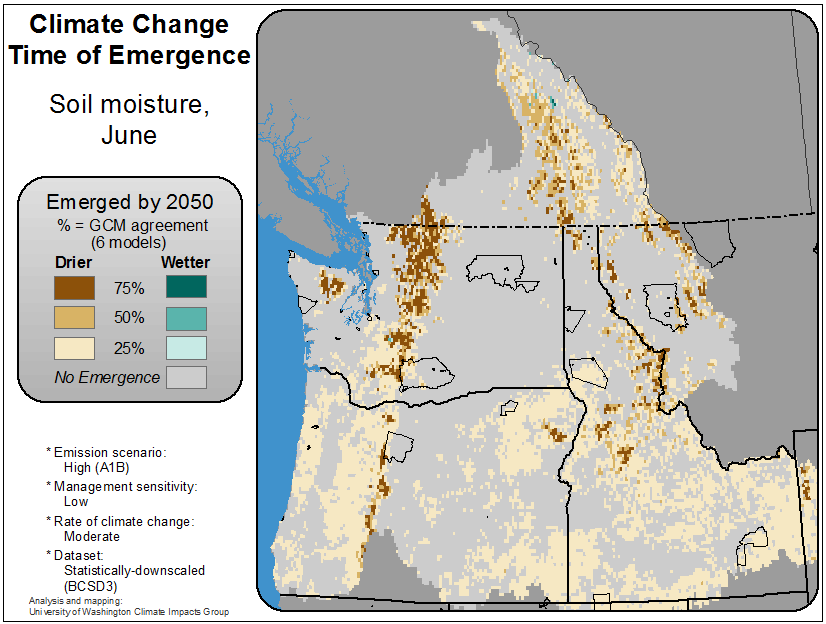 Climate Change
Time of Emergence
Soil moisture,
June
Emerged by 2050
% = GCM agreement
(6 models)
Drier Wetter
75%
50%
25%
No Emergence
* Emission scenario:
High (A1B)
* Management sensitivity:
Low
* Rate of climate change:
Moderate
* Dataset:
Statistically-downscaled
(BCSD3)
Analysis and mapping:
University of Washington Climate Impacts Group